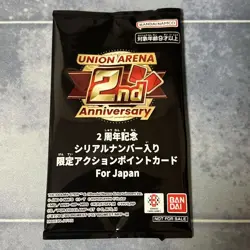 BANDAI NAMCO
対象年齢9才以上
UNION ARENA
2nd
Anniversary
2周年記念
シリアルナンバー入り
限定アクションポイントカード
For Japan
BANDAI
NOT FOR SALE